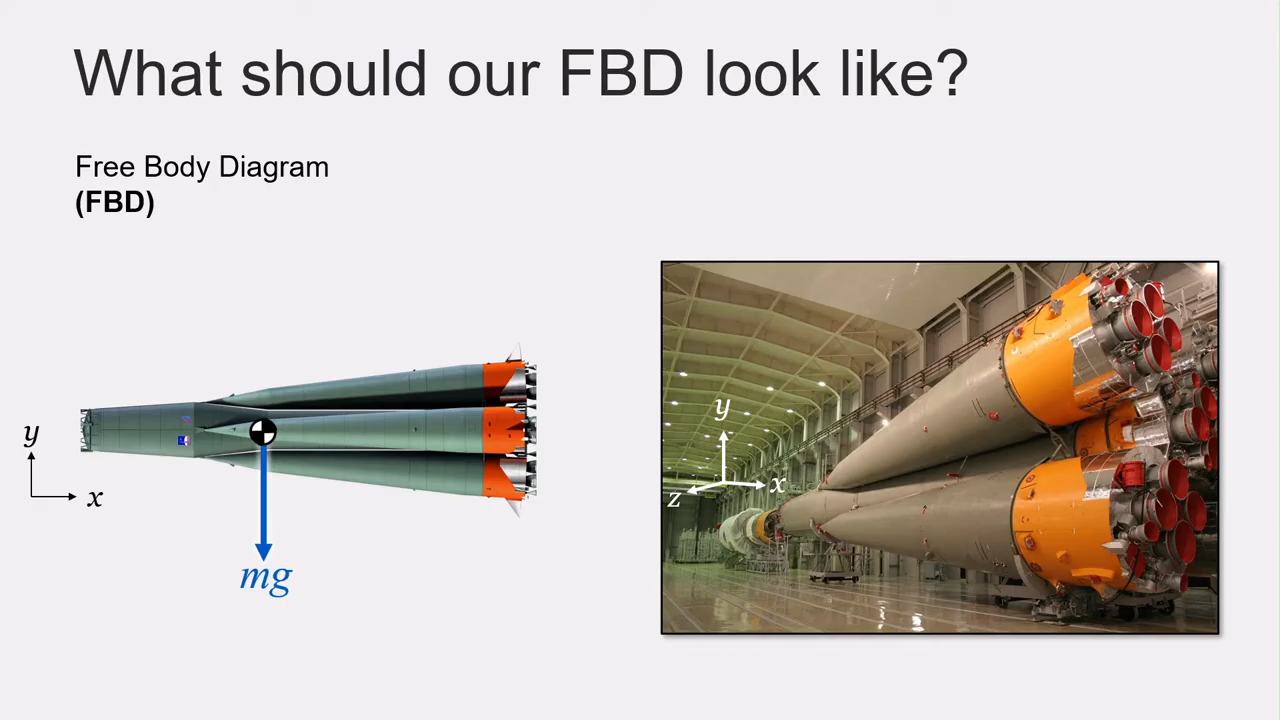 What should our FBD look like?
Free Body Diagram
(FBD)
y
x
mg
y
x
z